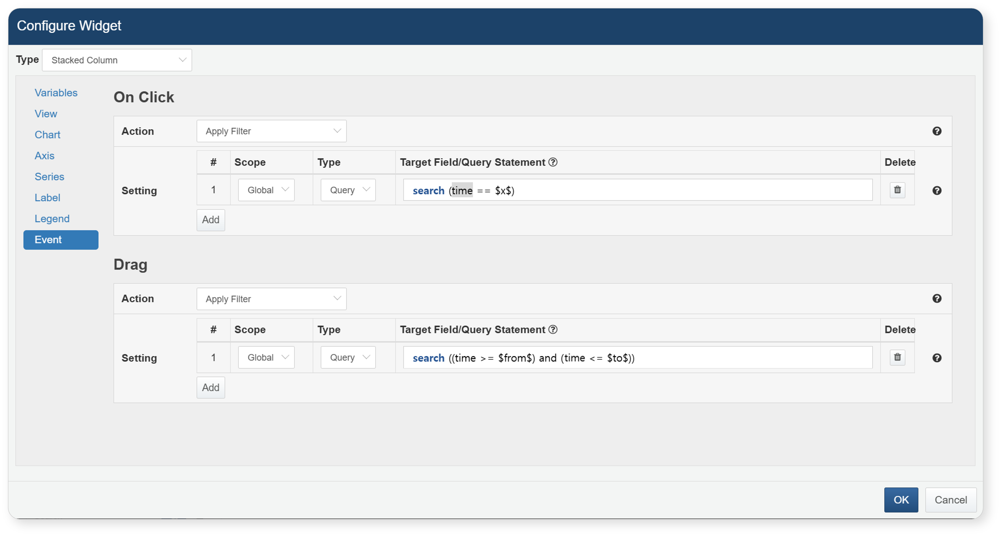 Configure Widget
Type Stacked Column
Variables
View
Chart
Axis
Series
Label
Legend
Event
On Click
Action Apply Filter
# Scope Type Target Field/Query Statement Delete
Setting 1 Global Query search (time == $x$)
Add
Drag
Action Apply Filter
# Scope Type Target Field/Query Statement Delete
Setting 1 Global Query search ((time >= $from$) and (time <= $to$))
Add
OK Cancel